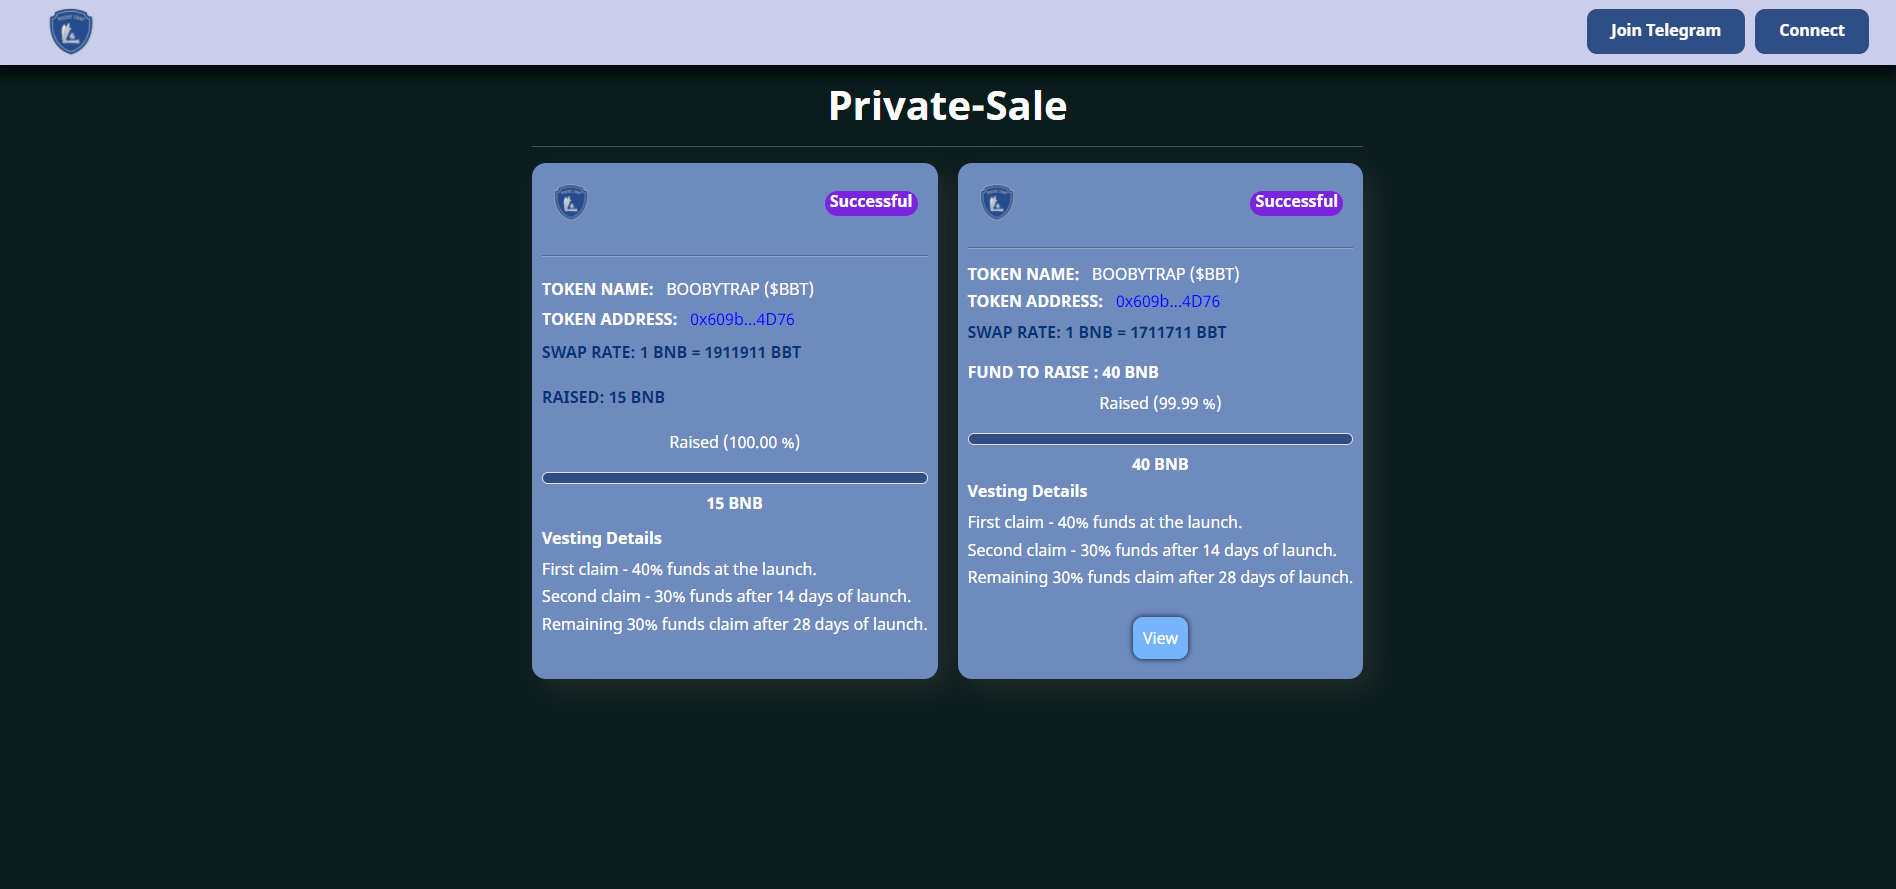 Join Telegram
Connect
Private-Sale
Successful
TOKEN NAME: BOOBYTRAP ($BBT)
TOKEN ADDRESS: 0x609b...4D76
SWAP RATE: 1 BNB = 1911911 BBT
RAISED: 15 BNB
Raised (100.00 %)
15 BNB
Vesting Details
First claim - 40% funds at the launch.
Second claim - 30% funds after 14 days of launch.
Remaining 30% funds claim after 28 days of launch.
Successful
TOKEN NAME: BOOBYTRAP ($BBT)
TOKEN ADDRESS: 0x609b...4D76
SWAP RATE: 1 BNB = 1711711 BBT
FUND TO RAISE : 40 BNB
Raised (99.99 %)
40 BNB
Vesting Details
First claim - 40% funds at the launch.
Second claim - 30% funds after 14 days of launch.
Remaining 30% funds claim after 28 days of launch.
View